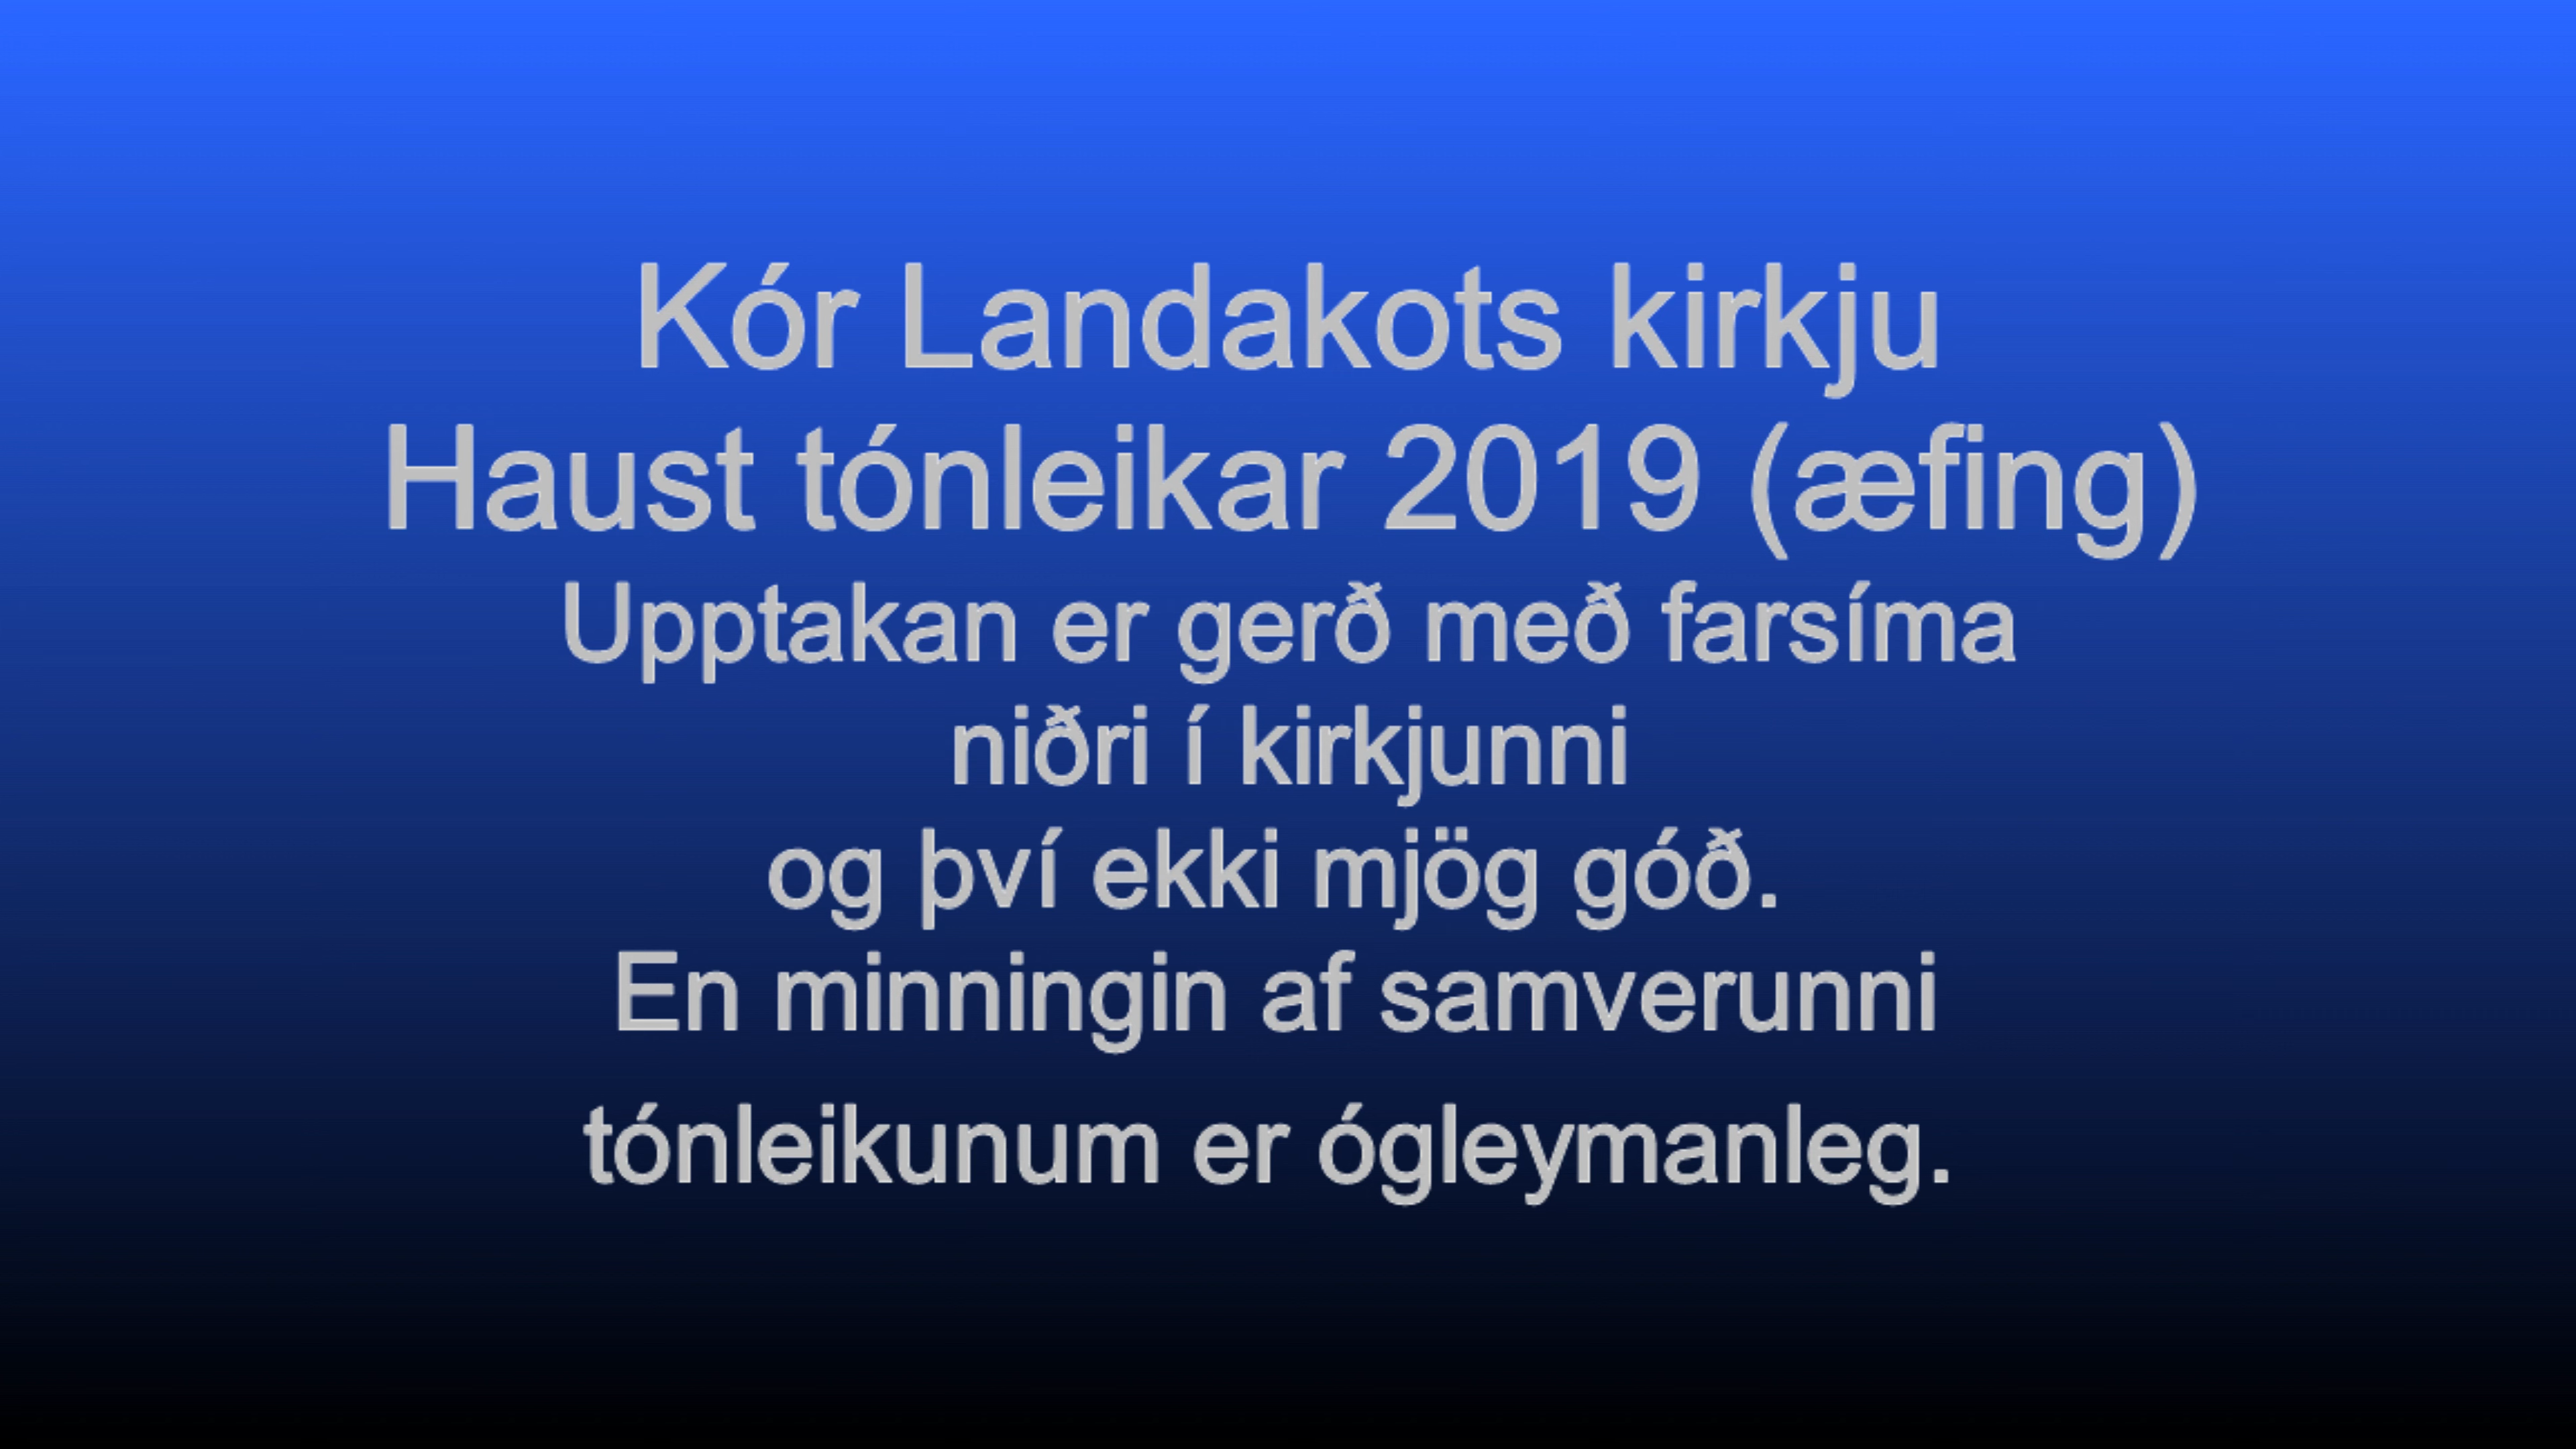 Kór Landakots kirkju
Haust tónleikar 2019 (æfing)
Upptakan er gerð með farsíma
niðri í kirkjunni
og því ekki mjög góð.
En minningin af samverunni
tónleikunum er ógleymanleg.